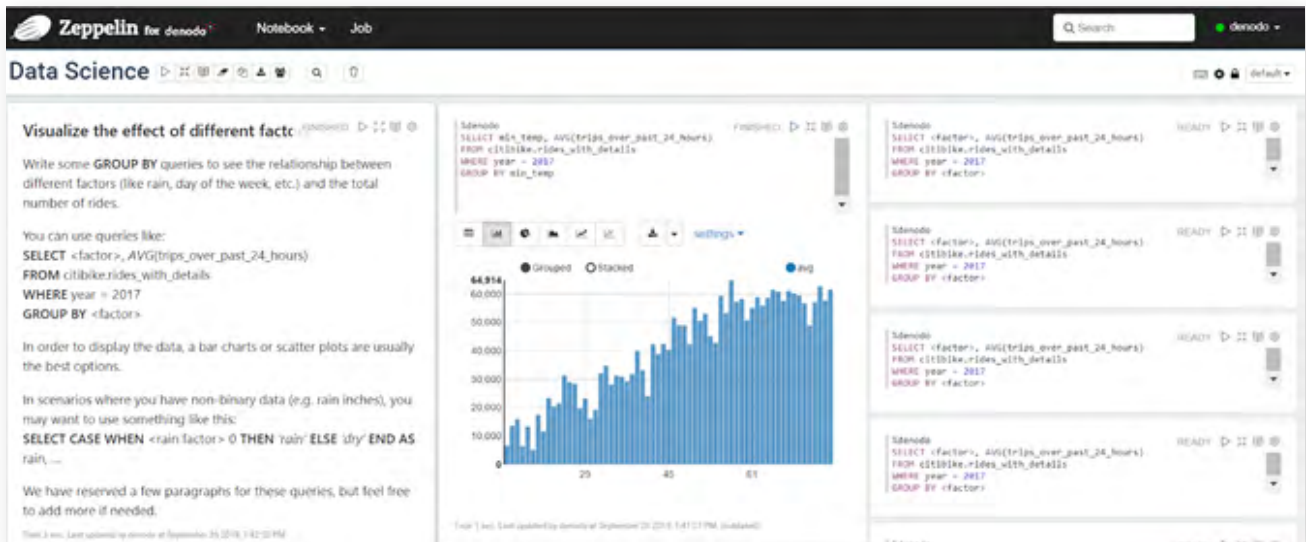 Zeppelin for denodo
Notebook
Job
Search
denodo
Data Science
default
Visualize the effect of different facto
FINISHED
Write some GROUP BY queries to see the relationship between
different factors (like rain, day of the week, etc.) and the total
number of rides.
You can use queries like:
SELECT <factor>, AVG(trips_over_past_24_hours)
FROM citibike.rides_with_details
WHERE year = 2017
GROUP BY <factor>
In order to display the data, a bar charts or scatter plots are usually
the best options.
In scenarios where you have non-binary data (e.g. rain inches), you
may want to use something like this:
SELECT CASE WHEN <rain factor> 0 THEN 'rain' ELSE 'dry' END AS
rain, ...
We have reserved a few paragraphs for these queries, but feel free
to add more if needed.
%denodo
FINISHED
SELECT min_temp, AVG(trips_over_past_24_hours)
FROM citibike.rides_with_details
WHERE year = 2017
GROUP BY min_temp
settings
Grouped
Stacked
avg
64,914
60,000
50,000
40,000
30,000
20,000
10,000
0
29
45
61
%denodo
READY
SELECT <factor>, AVG(trips_over_past_24_hours)
FROM citibike.rides_with_details
WHERE year = 2017
GROUP BY <factor>
%denodo
READY
SELECT <factor>, AVG(trips_over_past_24_hours)
FROM citibike.rides_with_details
WHERE year = 2017
GROUP BY <factor>
%denodo
READY
SELECT <factor>, AVG(trips_over_past_24_hours)
FROM citibike.rides_with_details
WHERE year = 2017
GROUP BY <factor>
%denodo
READY
SELECT <factor>, AVG(trips_over_past_24_hours)
FROM citibike.rides_with_details
WHERE year = 2017
GROUP BY <factor>